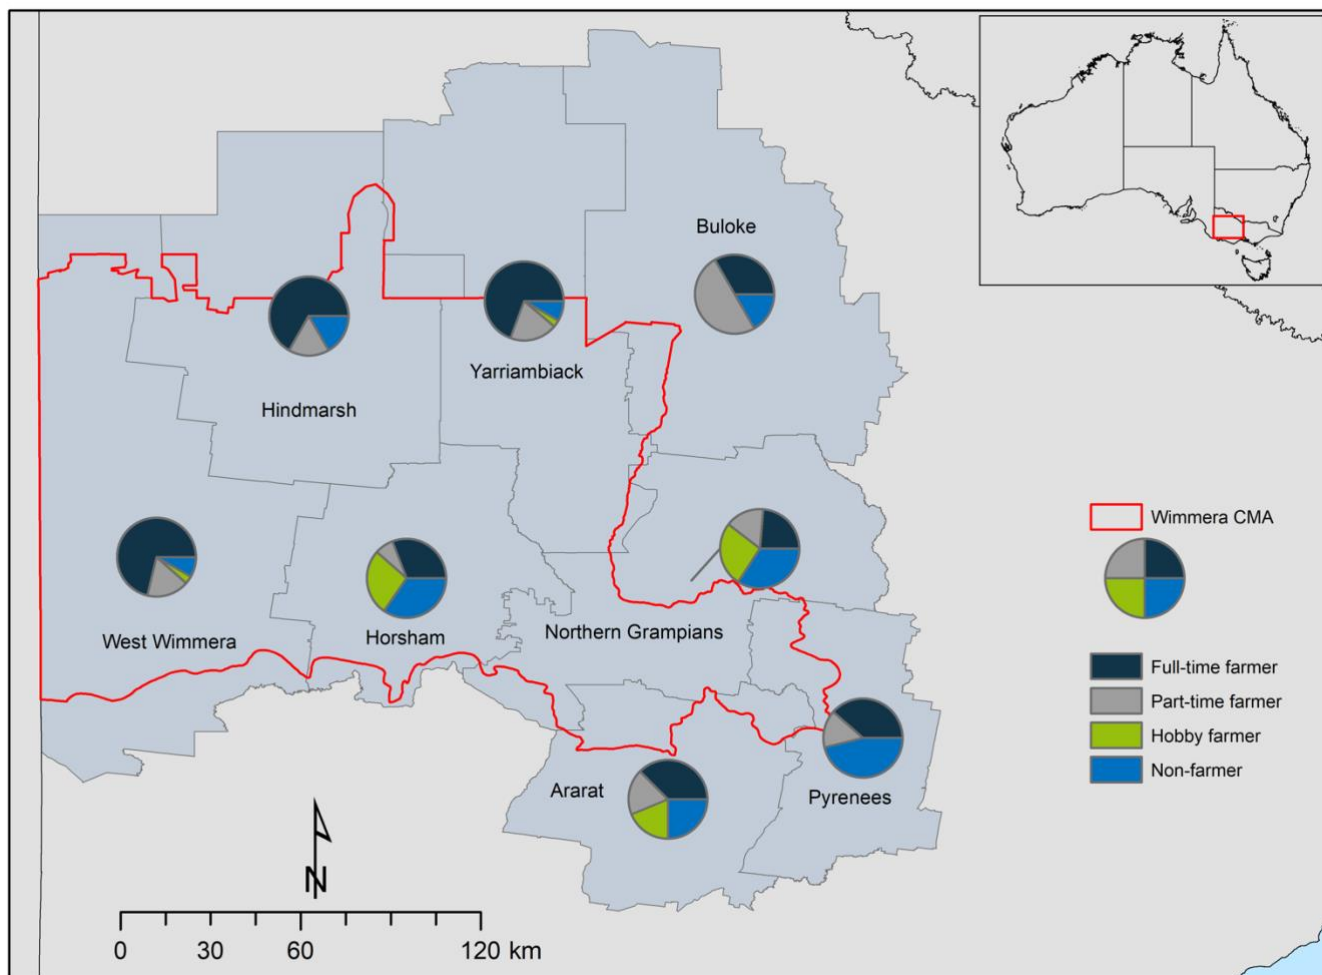 Buloke
Yarriambiack
Hindmarsh
West Wimmera
Horsham
Northern Grampians
Ararat
Pyrenees
Wimmera CMA
Full-time farmer
Part-time farmer
Hobby farmer
Non-farmer
N
0 30 60 120 km